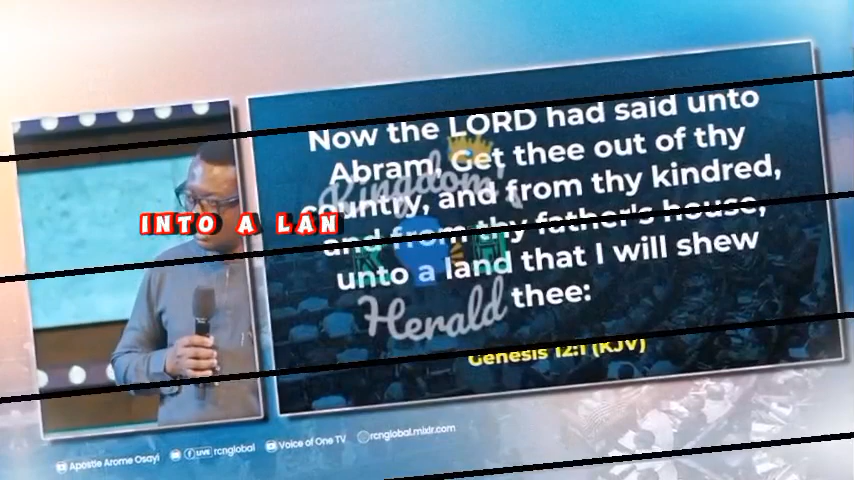 Now the LORD had said unto
Abram, Get thee out of thy
country, and from thy kindred,
and from thy father's house,
unto a land that I will shew
thee:
Genesis 12:1 (KJV)
INTO A LAN
Kingdom
K H
Herald
Apostle Arome Osayi
LIVE rcnglobal
Voice of One TV
rcnglobal.mixlr.com